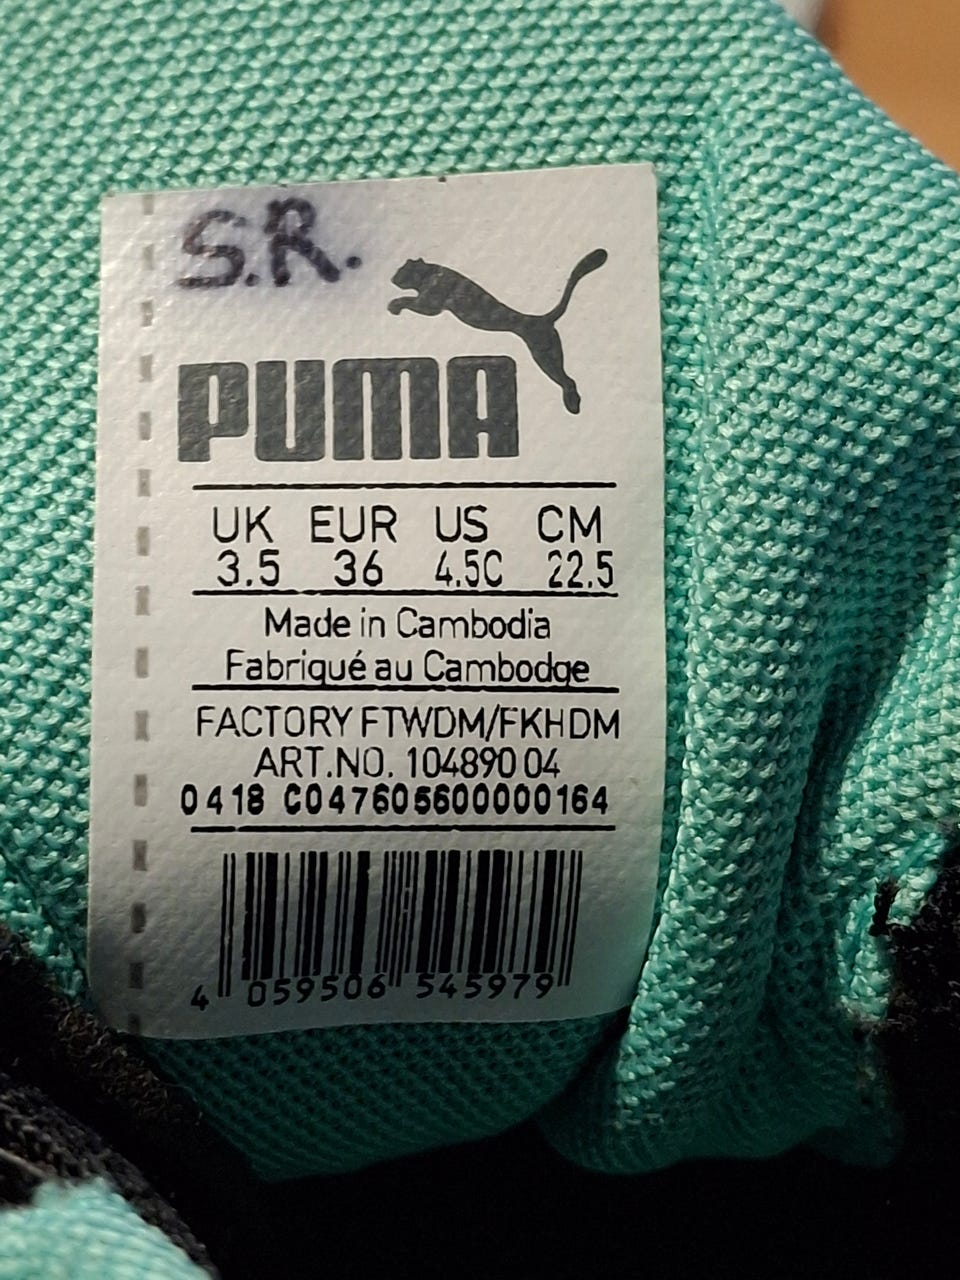 S.R.
PUMA
UK EUR US CM
3.5 36 4.5C 22.5
Made in Cambodia
Fabriqué au Cambodge
FACTORY FTWDM/FKHDM
ART.NO. 104890 04
0418 C047605600000164
4 059506 545979